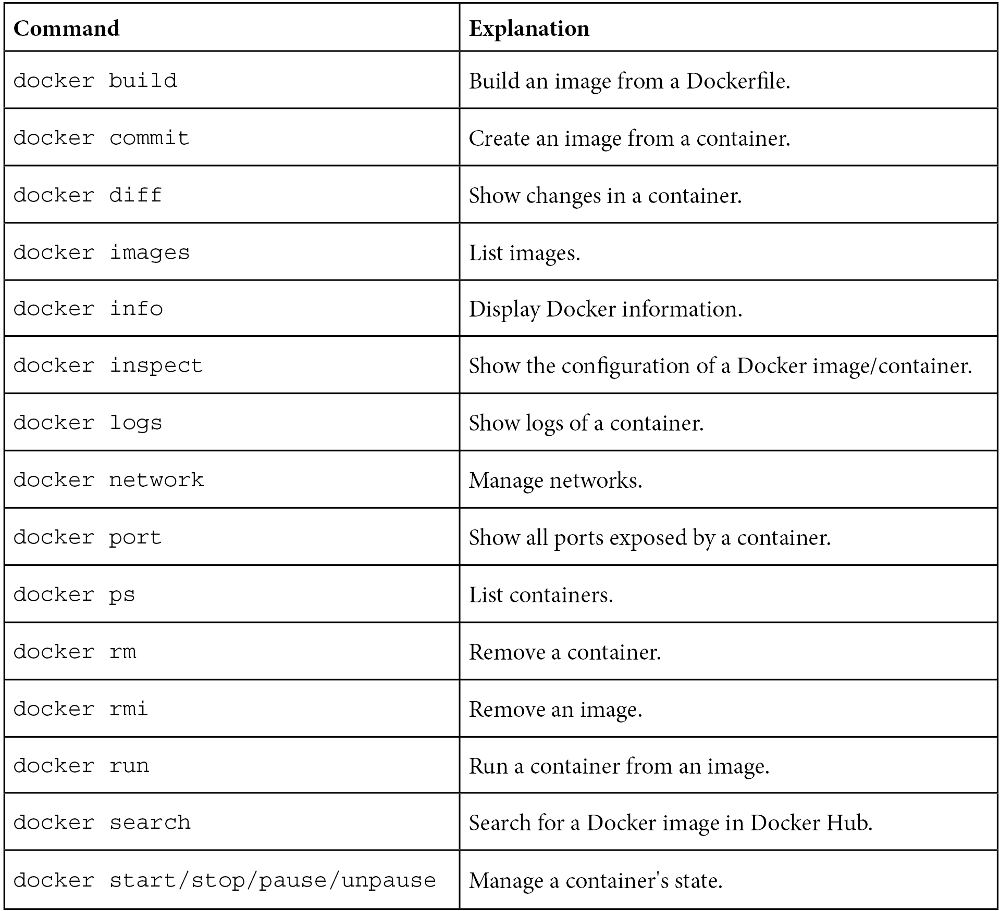 Command Explanation
docker build Build an image from a Dockerfile.
docker commit Create an image from a container.
docker diff Show changes in a container.
docker images List images.
docker info Display Docker information.
docker inspect Show the configuration of a Docker image/container.
docker logs Show logs of a container.
docker network Manage networks.
docker port Show all ports exposed by a container.
docker ps List containers.
docker rm Remove a container.
docker rmi Remove an image.
docker run Run a container from an image.
docker search Search for a Docker image in Docker Hub.
docker start/stop/pause/unpause Manage a container's state.